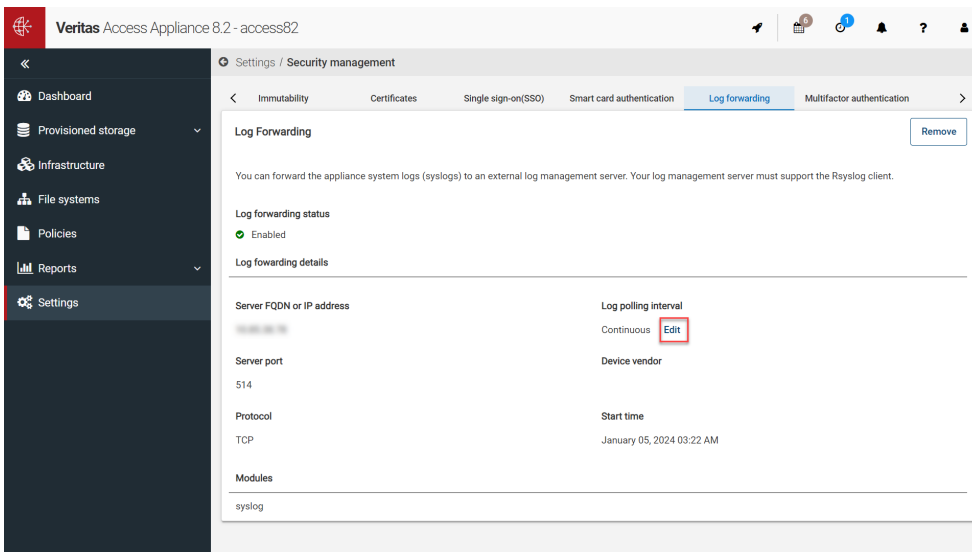 Veritas Access Appliance 8.2 - access82
6
1
?
«
Settings / Security management
Dashboard
Provisioned storage
Infrastructure
File systems
Policies
Reports
Settings
Immutability Certificates Single sign-on(SSO) Smart card authentication Log forwarding Multifactor authentication
Log Forwarding
Remove
You can forward the appliance system logs (syslogs) to an external log management server. Your log management server must support the Rsyslog client.
Log forwarding status
Enabled
Log fowarding details
Server FQDN or IP address
Log polling interval
Continuous Edit
Server port
Device vendor
514
Protocol
Start time
TCP
January 05, 2024 03:22 AM
Modules
syslog